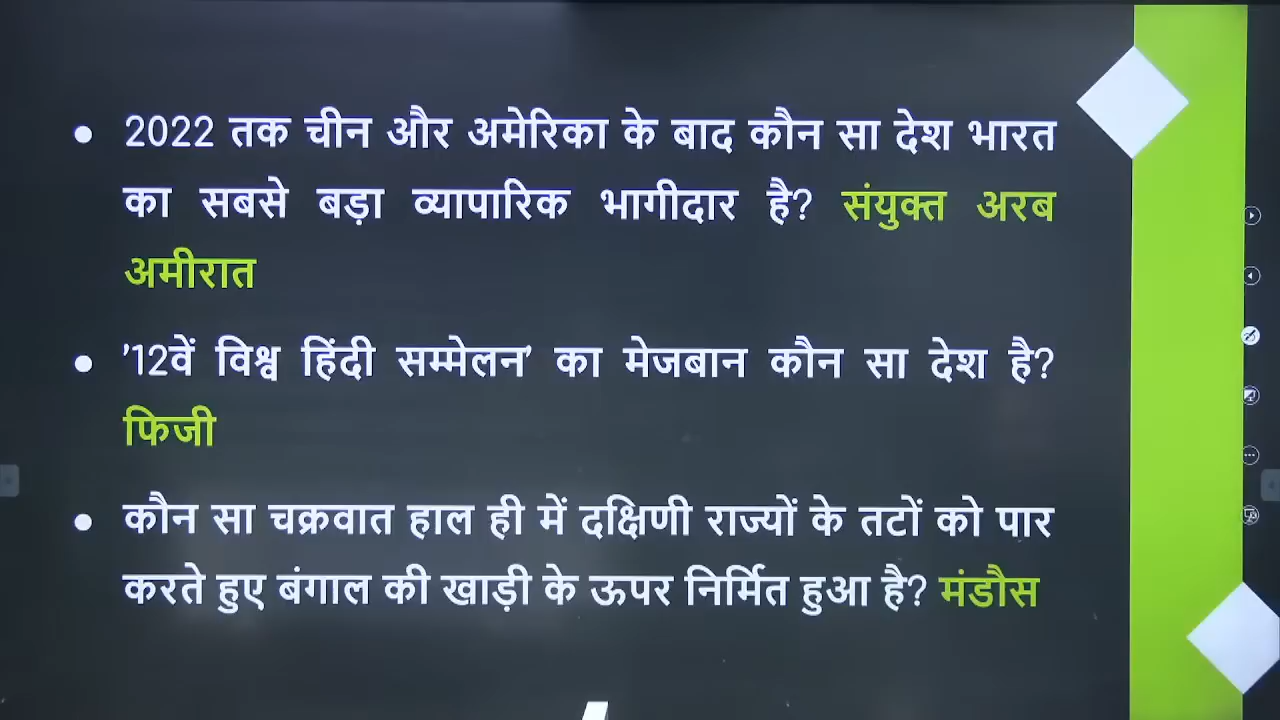 • 2022 तक चीन और अमेरिका के बाद कौन सा देश भारत
का सबसे बड़ा व्यापारिक भागीदार है? संयुक्त अरब
अमीरात
• '12वें विश्व हिंदी सम्मेलन' का मेजबान कौन सा देश है?
फिजी
• कौन सा चक्रवात हाल ही में दक्षिणी राज्यों के तटों को पार
करते हुए बंगाल की खाड़ी के ऊपर निर्मित हुआ है? मंडौस